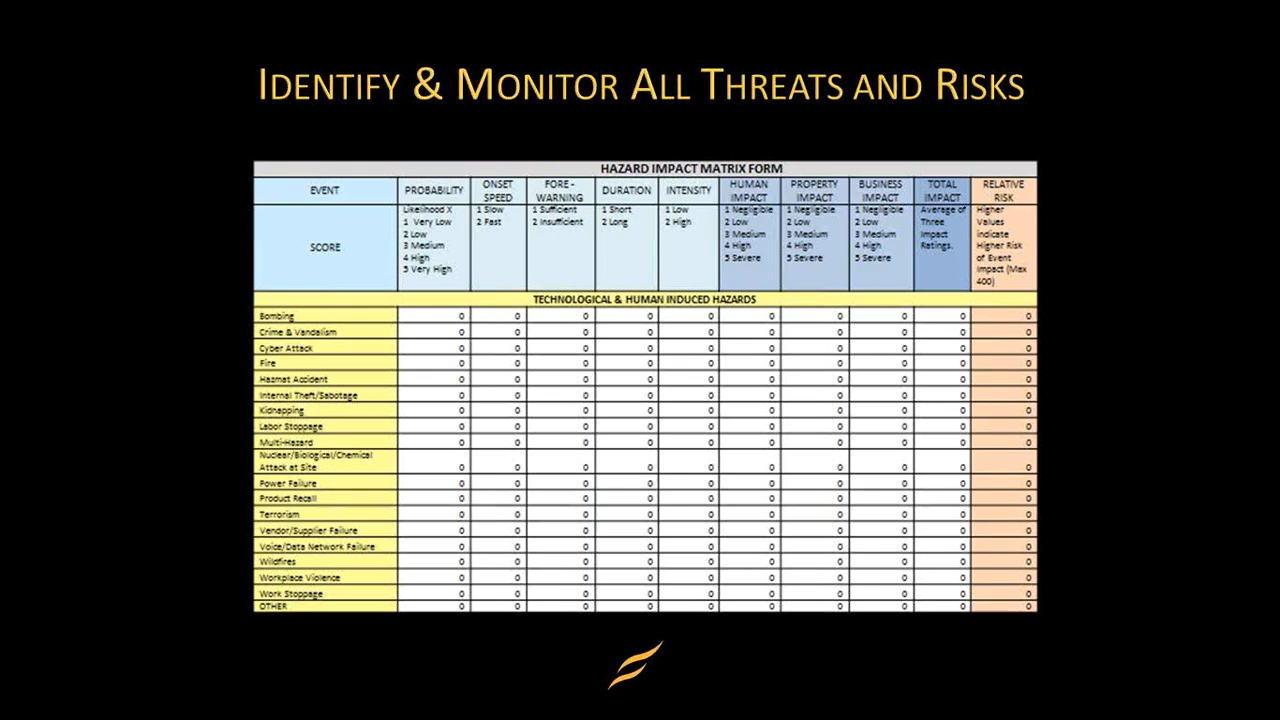 IDENTIFY & MONITOR ALL THREATS AND RISKS
HAZARD IMPACT MATRIX FORM
EVENT PROBABILITY ONSET SPEED FORE-WARNING DURATION INTENSITY HUMAN IMPACT PROPERTY IMPACT BUSINESS IMPACT TOTAL IMPACT RELATIVE RISK
SCORE
Likelihood X
1 Very Low
2 Low
3 Medium
4 High
5 Very High
1 Slow
2 Fast
1 Sufficient
2 Insufficient
1 Short
2 Long
1 Low
2 High
1 Negligible
2 Low
3 Medium
4 High
5 Severe
1 Negligible
2 Low
3 Medium
4 High
5 Severe
1 Negligible
2 Low
3 Medium
4 High
5 Severe
Average of
Three
Impact
Ratings.
Higher
Values
indicate
Higher Risk
of Event
Impact (Max
400)
TECHNOLOGICAL & HUMAN INDUCED HAZARDS
Bombing 0 0 0 0 0 0 0 0 0 0
Crime & Vandalism 0 0 0 0 0 0 0 0 0 0
Cyber Attack 0 0 0 0 0 0 0 0 0 0
Fire 0 0 0 0 0 0 0 0 0 0
Hazmat Accident 0 0 0 0 0 0 0 0 0 0
Internal Theft/Sabotage 0 0 0 0 0 0 0 0 0 0
Kidnapping 0 0 0 0 0 0 0 0 0 0
Labor Stoppage 0 0 0 0 0 0 0 0 0 0
Multi-Hazard 0 0 0 0 0 0 0 0 0 0
Nuclear/Biological/Chemical
Attack at Site 0 0 0 0 0 0 0 0 0 0
Power Failure 0 0 0 0 0 0 0 0 0 0
Product Recall 0 0 0 0 0 0 0 0 0 0
Terrorism 0 0 0 0 0 0 0 0 0 0
Vendor/Supplier Failure 0 0 0 0 0 0 0 0 0 0
Voice/Data Network Failure 0 0 0 0 0 0 0 0 0 0
Wildfires 0 0 0 0 0 0 0 0 0 0
Workplace Violence 0 0 0 0 0 0 0 0 0 0
Work Stoppage 0 0 0 0 0 0 0 0 0 0
OTHER 0 0 0 0 0 0 0 0 0 0